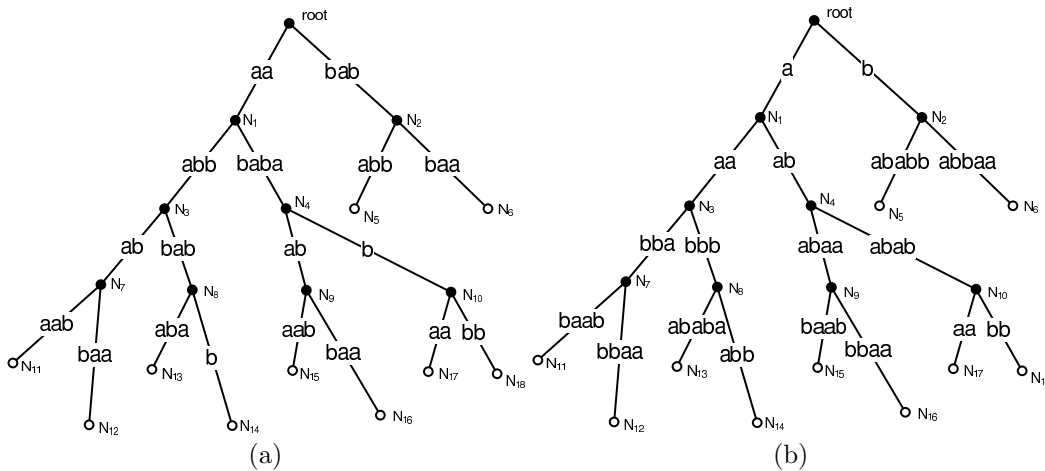 root
aa bab
N1 N2
abb baba abb baa
N3 N4 N5 N6
ab bab ab b
N7 N8 N9 N10
aab baa aba b aab baa aa bb
N11 N13 N15 N17 N18
N12 N14 N16
(a)
root
a b
N1 N2
aa ab ababb abbaa
N3 N4 N5 N6
bba bbb abaa abab
N7 N8 N9 N10
baab bbaa ababa abb baab bbaa aa bb
N11 N13 N15 N17 N1
N12 N14 N16
(b)